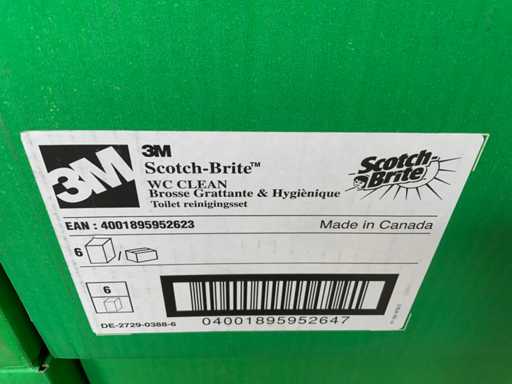 3M
3M
Scotch-Brite™
WC CLEAN
Brosse Grattante & Hygiènique
Toilet reinigingsset
Scotch-Brite
EAN : 4001895952623
Made in Canada
6 /
6
DE-2729-0388-6
04001895952647